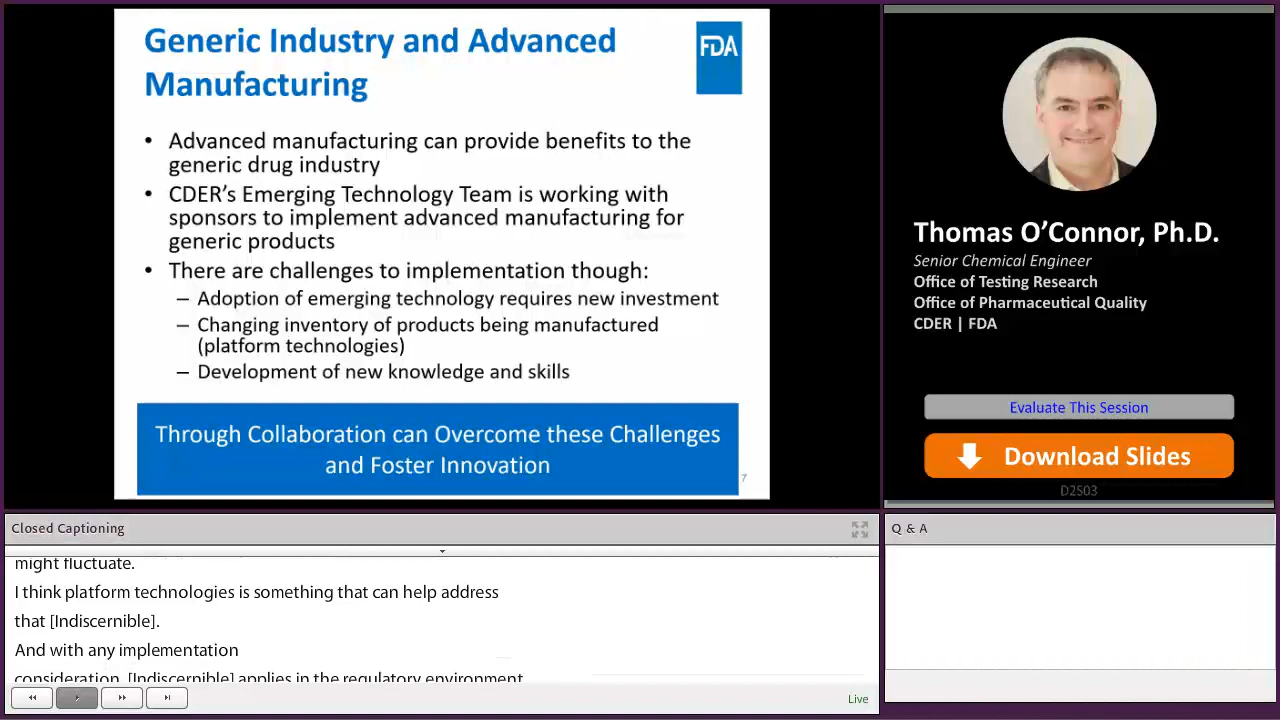 Generic Industry and Advanced
Manufacturing
FDA
• Advanced manufacturing can provide benefits to the
generic drug industry
• CDER's Emerging Technology Team is working with
sponsors to implement advanced manufacturing for
generic products
• There are challenges to implementation though:
– Adoption of emerging technology requires new investment
– Changing inventory of products being manufactured
(platform technologies)
– Development of new knowledge and skills
Through Collaboration can Overcome these Challenges
and Foster Innovation
7
Thomas O'Connor, Ph.D.
Senior Chemical Engineer
Office of Testing Research
Office of Pharmaceutical Quality
CDER | FDA
Evaluate This Session
Download Slides
D2S03
Closed Captioning
might fluctuate.
I think platform technologies is something that can help address
that [Indiscernible].
And with any implementation
consideration, [Indiscernible] applies in the regulatory environment
Live
Q & A